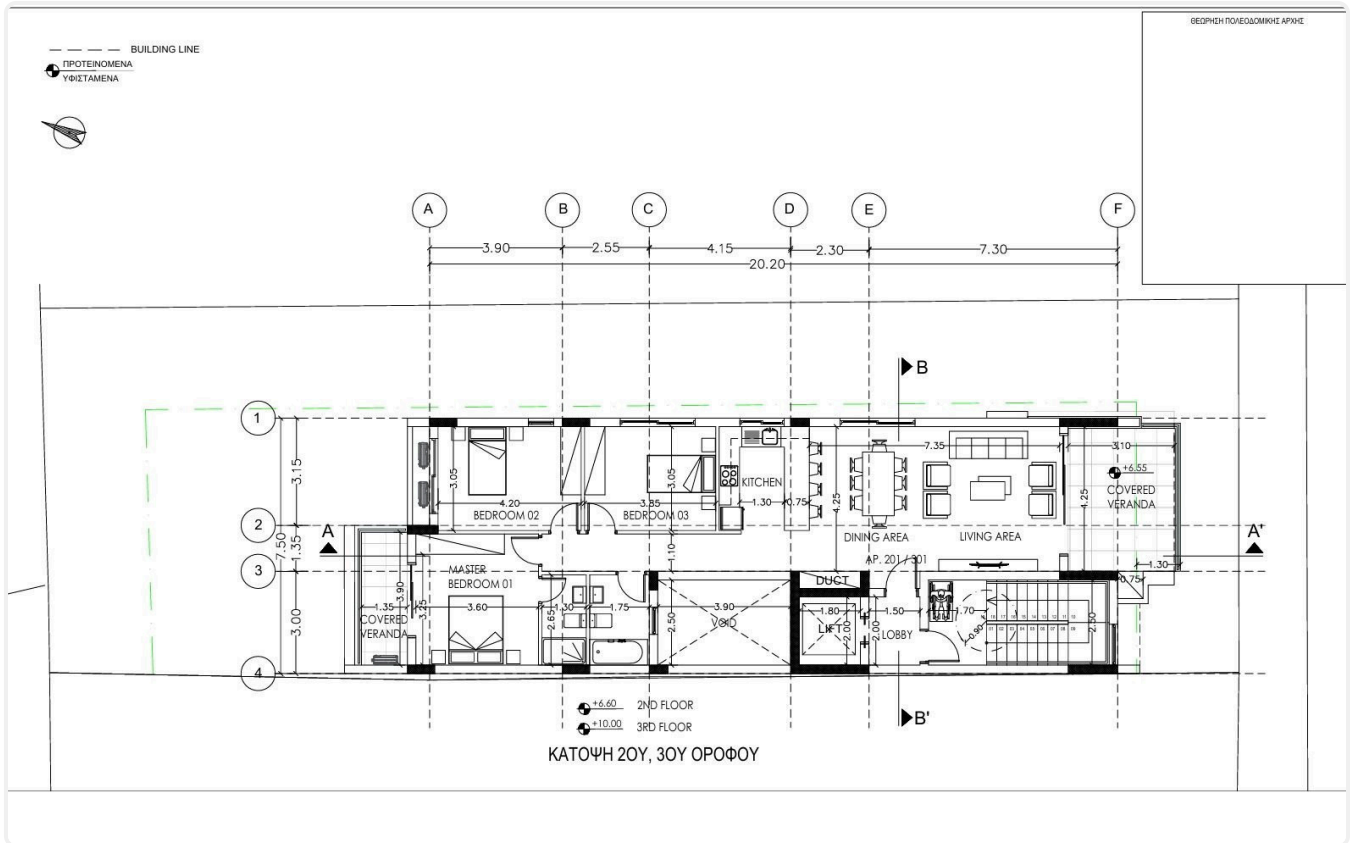 ΘΕΩΡΗΣΗ ΠΟΛΕΟΔΟΜΙΚΗΣ ΑΡΧΗΣ
BUILDING LINE
ΠΡΟΤΕΙΝΟΜΕΝΑ
ΥΦΙΣΤΑΜΕΝΑ
A B C D E F
3.90 2.55 4.15 2.30 7.30
20.20
B
1
7.35 3.10
3.15
3.05 3.05
+6.55
KITCHEN
COVERED
VERANDA
4.20 3.85 1.30 0.75
4.25 4.25
BEDROOM 02 BEDROOM 03
2
A A'
7.50 1.35
1.10
DINING AREA LIVING AREA
AP. 201 / 301
1.30
3
MASTER
BEDROOM 01
DUCT
0.75
3.90 3.25
1.35 3.60 1.30 1.75 3.90 1.80 1.50 1.70
COVERED
VERANDA
3.00
2.65 2.50 VOID LIFT 2.00 2.00 LOBBY 0.90 2.50
4
+6.60 2ND FLOOR
B'
+10.00 3RD FLOOR
ΚΑΤΟΨΗ 2ΟΥ, 3ΟΥ ΟΡΟΦΟΥ